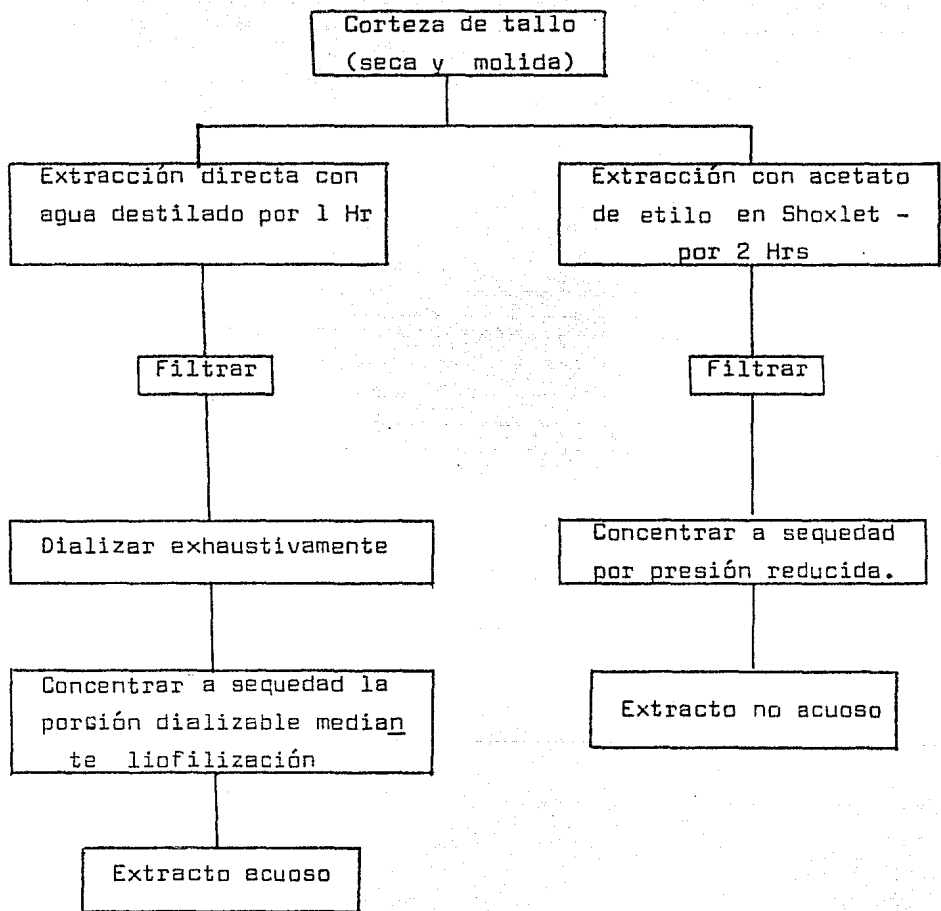 Corteza de tallo
(seca y molida)
Extracción directa con
agua destilado por 1 Hr
Extracción con acetato
de etilo en Shoxlet -
por 2 Hrs
Filtrar
Filtrar
Dializar exhaustivamente
Concentrar a sequedad
por presión reducida.
Concentrar a sequedad la
porsión dializable median
te liofilización
Extracto no acuoso
Extracto acuoso